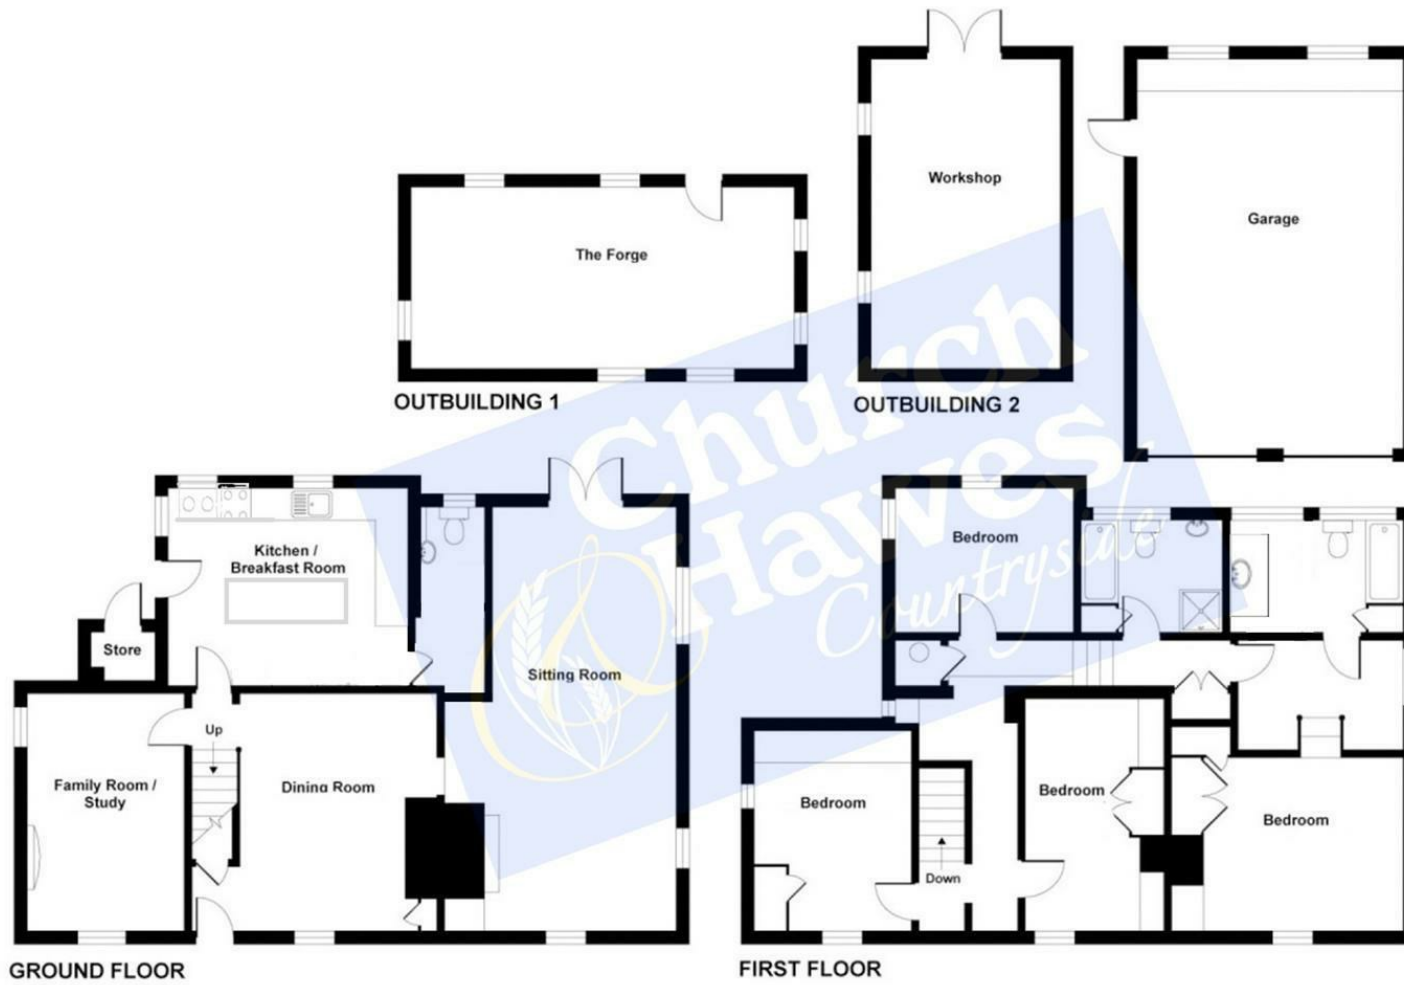 Workshop
Garage
The Forge
OUTBUILDING 1
OUTBUILDING 2
Church
Hawes
Countryside
Kitchen /
Breakfast Room
Bedroom
Store
Sitting Room
Up
Family Room /
Study
Dining Room
Bedroom
Bedroom
Bedroom
Down
GROUND FLOOR
FIRST FLOOR